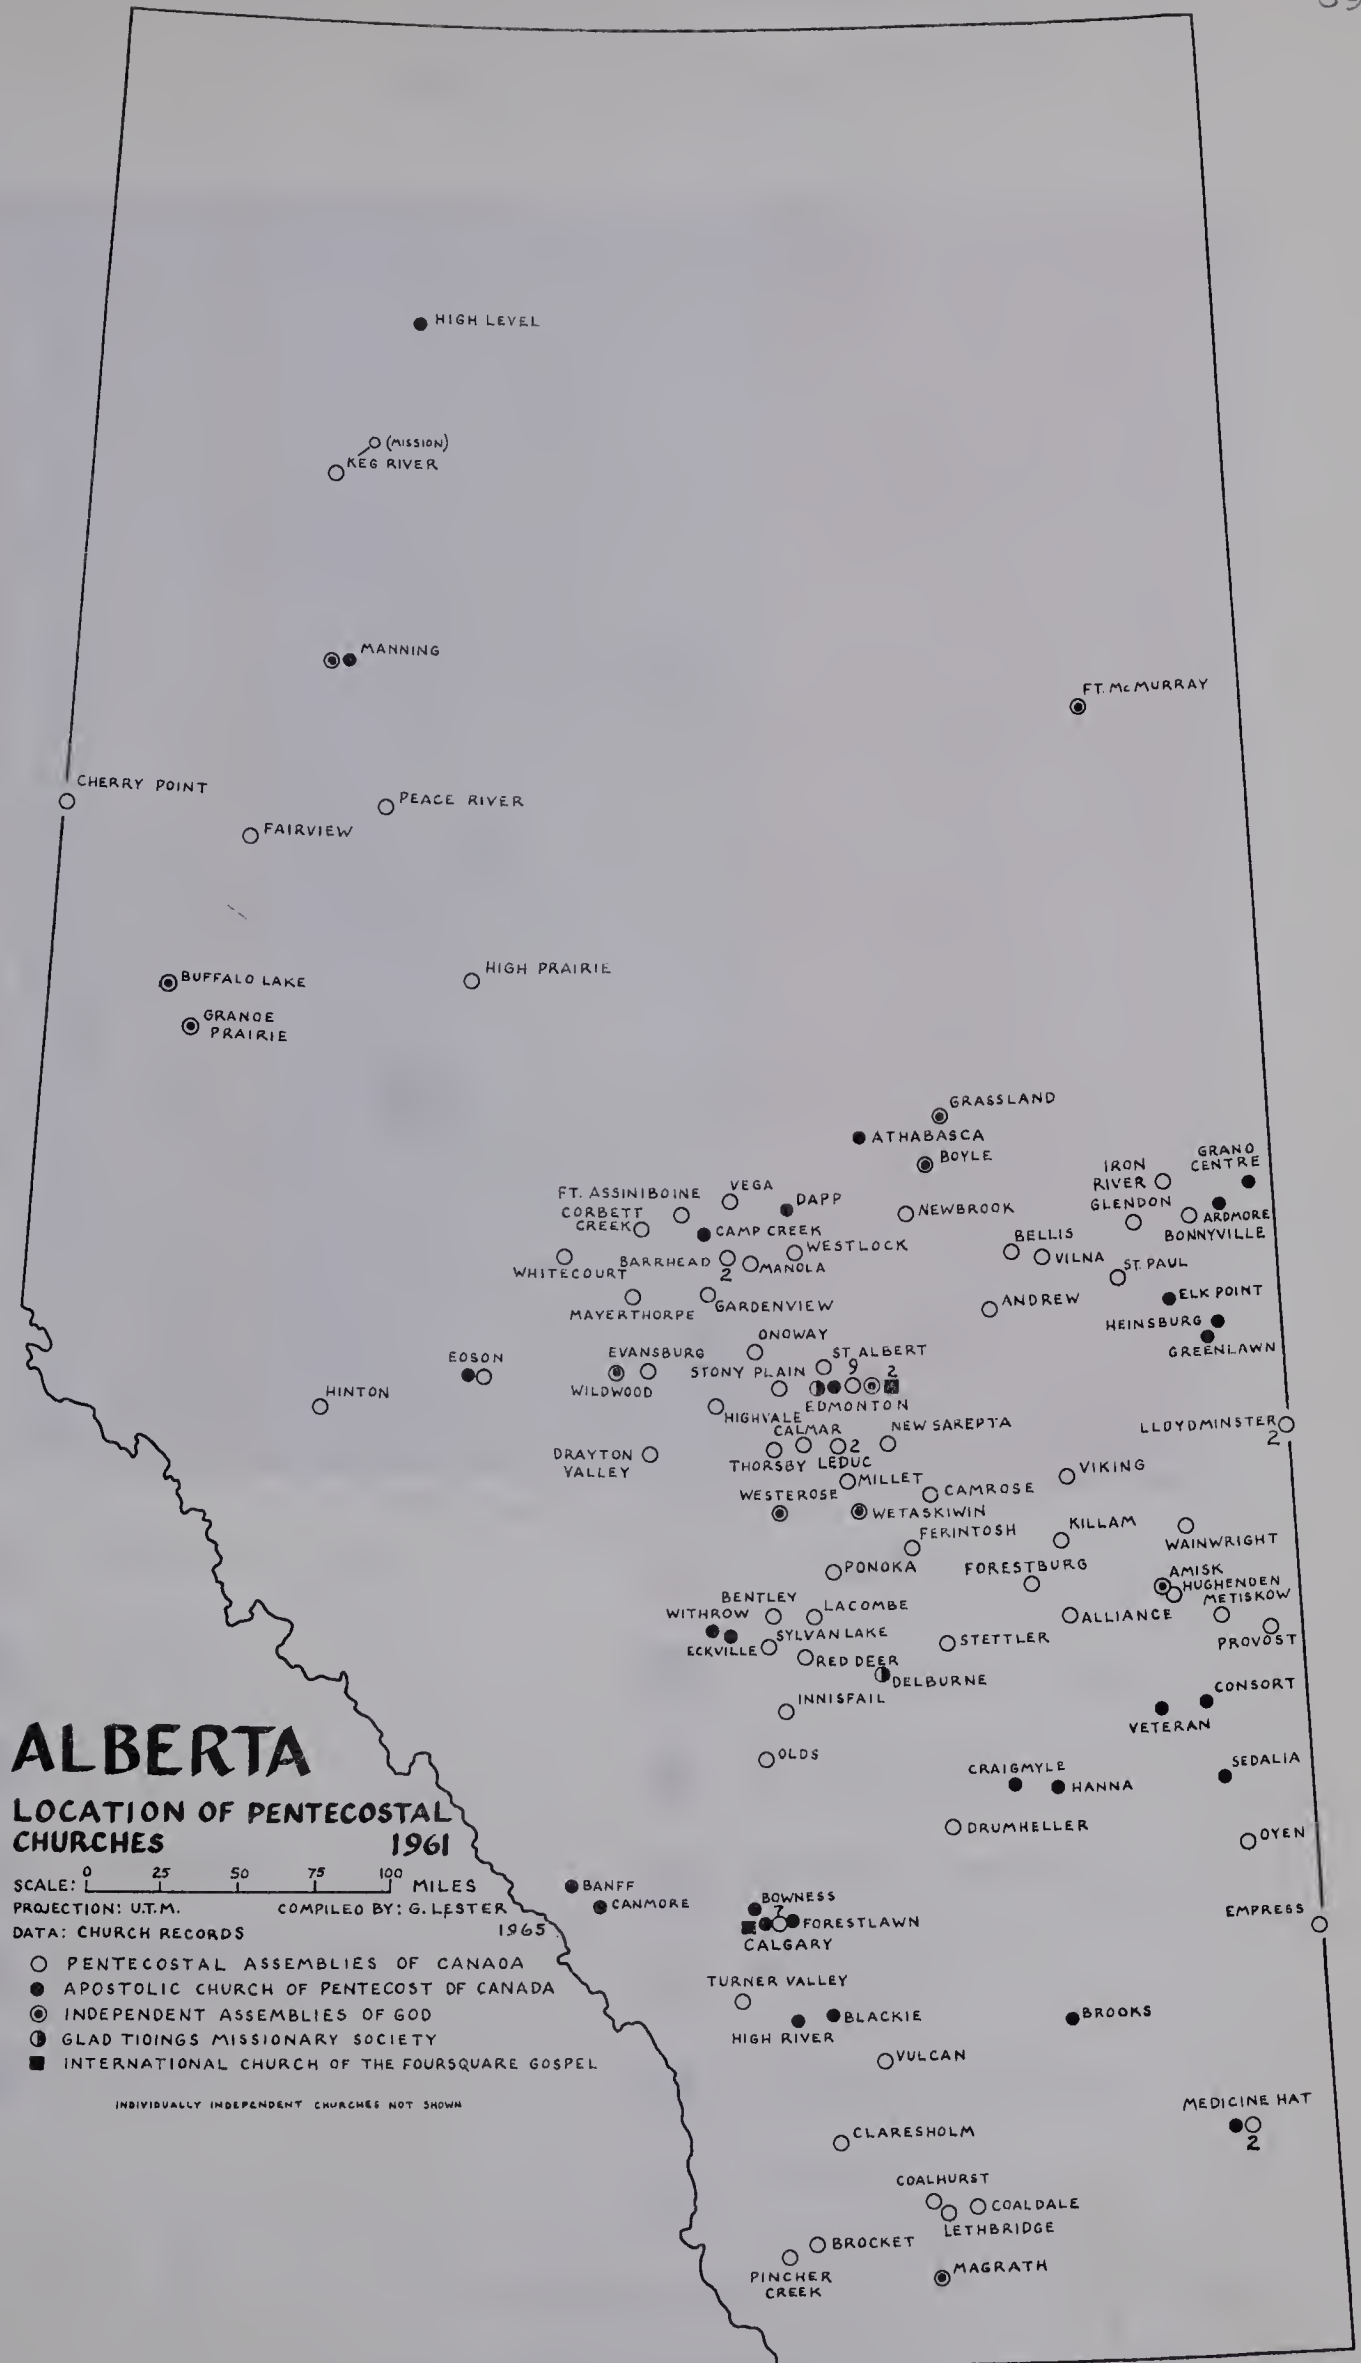 HIGH LEVEL
(MISSION)
KEG RIVER
MANNING
FT. McMURRAY
CHERRY POINT
PEACE RIVER
FAIRVIEW
BUFFALO LAKE
HIGH PRAIRIE
GRANDE
PRAIRIE
GRASSLAND
ATHABASCA
BOYLE
IRON
RIVER
GRAND
CENTRE
FT. ASSINIBOINE
VEGA
DAPP
CORBETT
CREEK
CAMP CREEK
NEWBROOK
GLENDON
ARDMORE
BONNYVILLE
WHITECOURT
BARRHEAD
2
MANOLA
WESTLOCK
BELLIS
VILNA
ST. PAUL
MAYERTHORPE
GARDENVIEW
ANDREW
ELK POINT
HEINSBURG
GREENLAWN
ONOWAY
EDSON
EVANSBURG
WILDWOOD
STONY PLAIN
ST. ALBERT
9
2
EDMONTON
HINTON
HIGHVALE
CALMAR
NEW SAREPTA
LLOYDMINSTER
2
DRAYTON
VALLEY
THORSBY
LEDUC
2
MILLET
CAMROSE
VIKING
WESTEROSE
WETASKIWIN
FERINTOSH
KILLAM
WAINWRIGHT
PONOKA
FORESTBURG
AMISK
HUGHENDEN
METISKOW
BENTLEY
WITHROW
LACOMBE
ALLIANCE
PROVOST
ECKVILLE
SYLVAN LAKE
STETTLER
RED DEER
DELBURNE
INNISFAIL
CONSORT
VETERAN
OLDS
CRAIGMYLE
HANNA
SEDALIA
DRUMHELLER
OYEN
BANFF
CANMORE
BOWNESS
7
FORESTLAWN
CALGARY
EMPRESS
TURNER VALLEY
HIGH RIVER
BLACKIE
BROOKS
VULCAN
MEDICINE HAT
2
CLARESHOLM
COALHURST
COALDALE
LETHBRIDGE
BROCKET
PINCHER
CREEK
MAGRATH
ALBERTA
LOCATION OF PENTECOSTAL
CHURCHES 1961
SCALE: 0 25 50 75 100 MILES
PROJECTION: U.T.M. COMPILED BY: G. LESTER
DATA: CHURCH RECORDS 1965
PENTECOSTAL ASSEMBLIES OF CANADA
APOSTOLIC CHURCH OF PENTECOST OF CANADA
INDEPENDENT ASSEMBLIES OF GOD
GLAD TIDINGS MISSIONARY SOCIETY
INTERNATIONAL CHURCH OF THE FOURSQUARE GOSPEL
INDIVIDUALLY INDEPENDENT CHURCHES NOT SHOWN